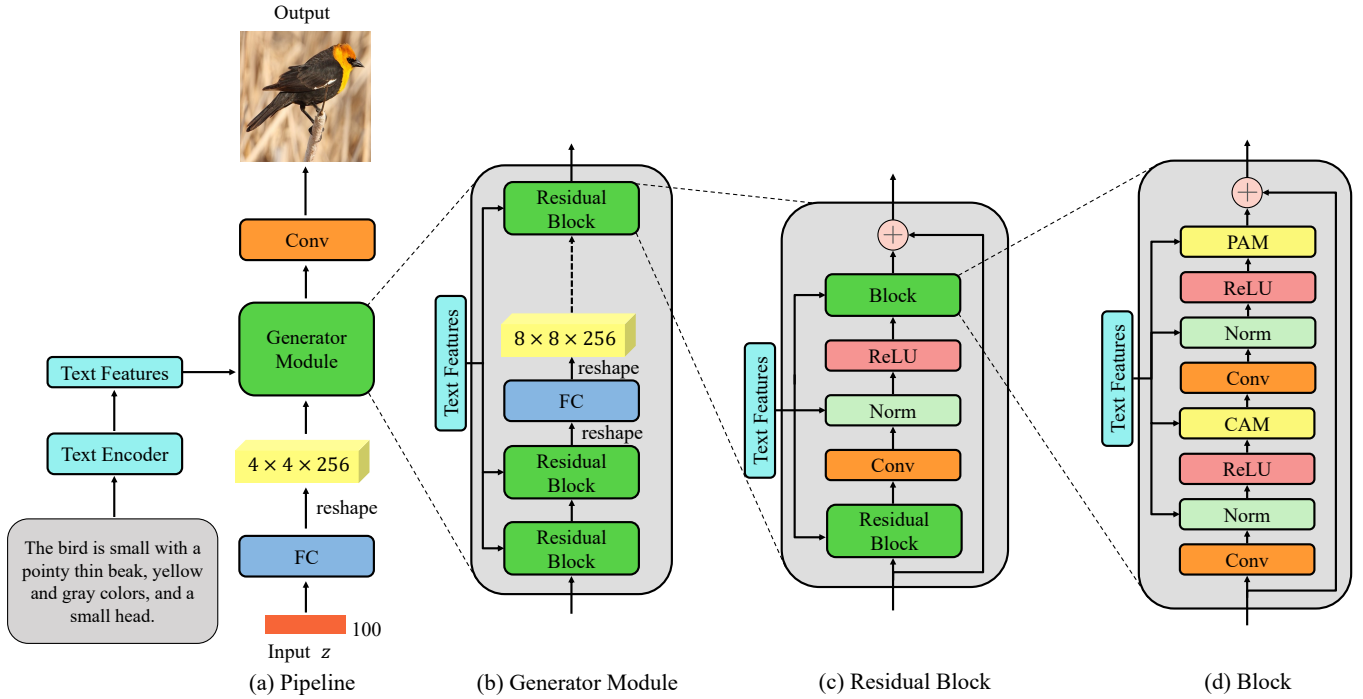 Output
Conv
Generator
Module
Text Features
Text Encoder
4 × 4 × 256
reshape
The bird is small with a
pointy thin beak, yellow
and gray colors, and a
small head.
FC
100
Input z
(a) Pipeline
Residual
Block
Text Features
8 × 8 × 256
reshape
FC
reshape
Residual
Block
Residual
Block
(b) Generator Module
+
Block
ReLU
Text Features
Norm
Conv
Residual
Block
(c) Residual Block
+
PAM
ReLU
Text Features
Norm
Conv
CAM
ReLU
Norm
Conv
(d) Block